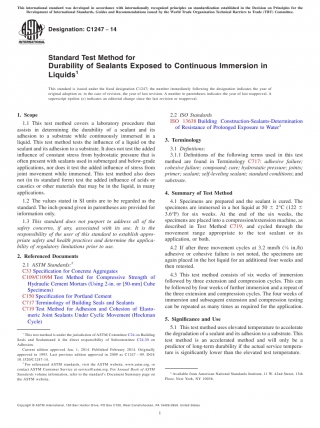 This international standard was developed in accordance with internationally recognized principles on standardization established in the Decision on Principles for the
Development of International Standards, Guides and Recommendations issued by the World Trade Organization Technical Barriers to Trade (TBT) Committee.
INTERNATIONAL
Designation: C1247 − 14
Standard Test Method for
Durability of Sealants Exposed to Continuous Immersion in
Liquids1
This standard is issued under the fixed designation C1247; the number immediately following the designation indicates the year of
original adoption or, in the case of revision, the year of last revision. A number in parentheses indicates the year of last reapproval. A
superscript epsilon (ε) indicates an editorial change since the last revision or reapproval.
1. Scope
1.1 This test method covers a laboratory procedure that
assists in determining the durability of a sealant and its
adhesion to a substrate while continuously immersed in a
liquid. This test method tests the influence of a liquid on the
sealant and its adhesion to a substrate. It does not test the added
influence of constant stress from hydrostatic pressure that is
often present with sealants used in submerged and below-grade
applications, nor does it test the added influence of stress from
joint movement while immersed. This test method also does
not (in its standard form) test the added influence of acids or
caustics or other materials that may be in the liquid, in many
applications.
1.2 The values stated in SI units are to be regarded as the
standard. The inch-pound given in parentheses are provided for
information only.
1.3 This standard does not purport to address all of the
safety concerns, if any, associated with its use. It is the
responsibility of the user of this standard to establish appro-
priate safety and health practices and determine the applica-
bility of regulatory limitations prior to use.
2. Referenced Documents
2.1 ASTM Standards:2
C33 Specification for Concrete Aggregates
C109/C109M Test Method for Compressive Strength of
Hydraulic Cement Mortars (Using 2-in. or [50-mm] Cube
Specimens)
C150 Specification for Portland Cement
C717 Terminology of Building Seals and Sealants
C719 Test Method for Adhesion and Cohesion of Elasto-
meric Joint Sealants Under Cyclic Movement (Hockman
Cycle)
1 This test method is under the jurisdiction of ASTM Committee C24 on Building
Seals and Sealants and is the direct responsibility of Subcommittee C24.30 on
Adhesion.
Current edition approved Jan. 1, 2014. Published February 2014. Originally
approved in 1993. Last previous edition approved in 2009 as C1247 – 09. DOI:
10.1520/C1247-14.
2 For referenced ASTM standards, visit the ASTM website, www.astm.org, or
contact ASTM Customer Service at service@astm.org. For Annual Book of ASTM
Standards volume information, refer to the standard's Document Summary page on
the ASTM website.
2.2 ISO Standards
ISO 13638 Building Construction-Sealants-Determination
of Resistance of Prolonged Exposure to Water3
3. Terminology
3.1 Definitions:
3.1.1 Definitions of the following terms used in this test
method are found in Terminology C717: adhesive failure;
cohesive failure; compound; cure; hydrostatic pressure; joints;
primer; sealant; self-leveling sealant; standard conditions; and
substrate.
4. Summary of Test Method
4.1 Specimens are prepared and the sealant is cured. The
specimens are immersed in a hot liquid at 50 ± 2°C (122 ±
3.6°F) for six weeks. At the end of the six weeks, the
specimens are placed into a compression/extension machine, as
described in Test Method C719, and cycled through the
movement range appropriate to the test sealant or its
application, or both.
4.2 If after three movement cycles a 3.2 mm² (¼ in.²)
adhesive or cohesive failure is not noted, the specimens are
again placed in the hot liquid for an additional four weeks and
then retested.
4.3 This test method consists of six weeks of immersion
followed by three extension and compression cycles. This can
be followed by four weeks of further immersion and a repeat of
the three extension and compression cycles. The four weeks of
immersion and subsequent extension and compression testing
can be repeated as many times as required for the application.
5. Significance and Use
5.1 This test method uses elevated temperature to accelerate
the degradation of a sealant and its adhesion to a substrate. This
test method is an accelerated method and will only be a
predictor of long-term durability if the actual service tempera-
ture is significantly lower than the elevated test temperature.
3 Available from American National Standards Institute, 11 W. 42nd Street, 13th
Floor, New York, NY 10036.
Copyright © ASTM International, 100 Barr Harbor Drive, PO Box C700, West Conshohocken, PA 19428-2959. United States
1